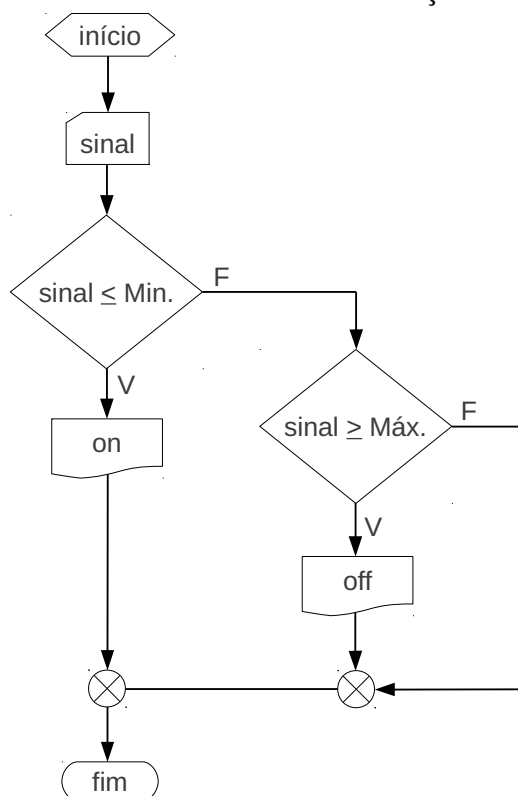 início
sinal
sinal ≤ Min.
F
V
on
sinal ≥ Máx.
F
V
off
fim